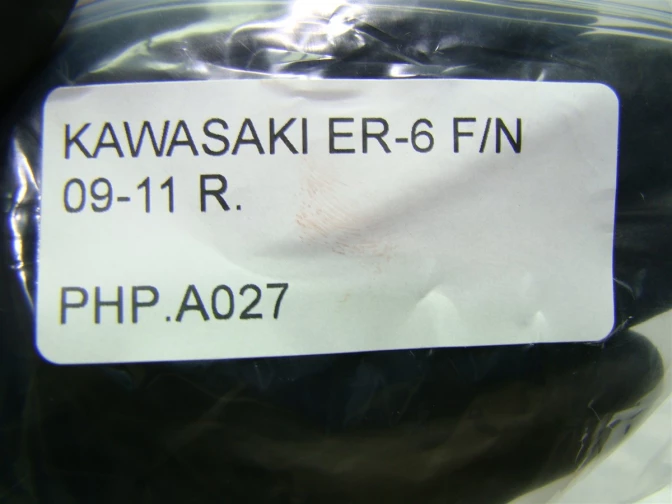 KAWASAKI ER-6 F/N
09-11 R.
PHP.A027